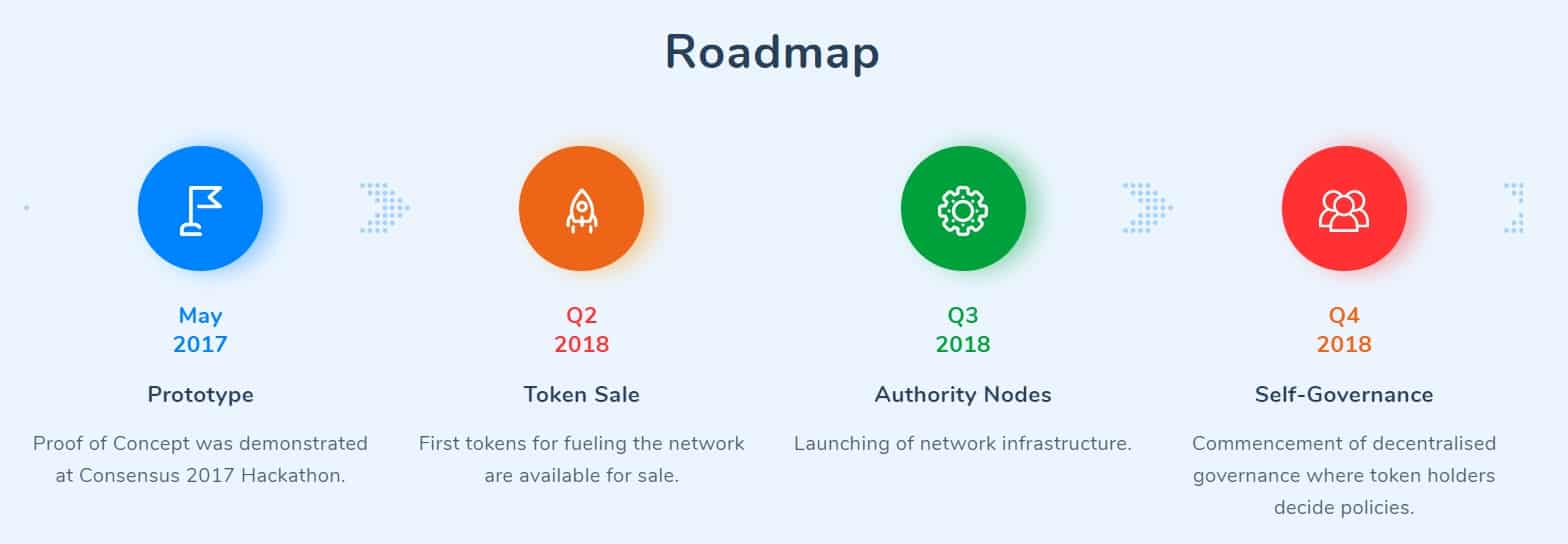 Roadmap
May
2017
Prototype
Proof of Concept was demonstrated
at Consensus 2017 Hackathon.
Q2
2018
Token Sale
First tokens for fueling the network
are available for sale.
Q3
2018
Authority Nodes
Launching of network infrastructure.
Q4
2018
Self-Governance
Commencement of decentralised
governance where token holders
decide policies.